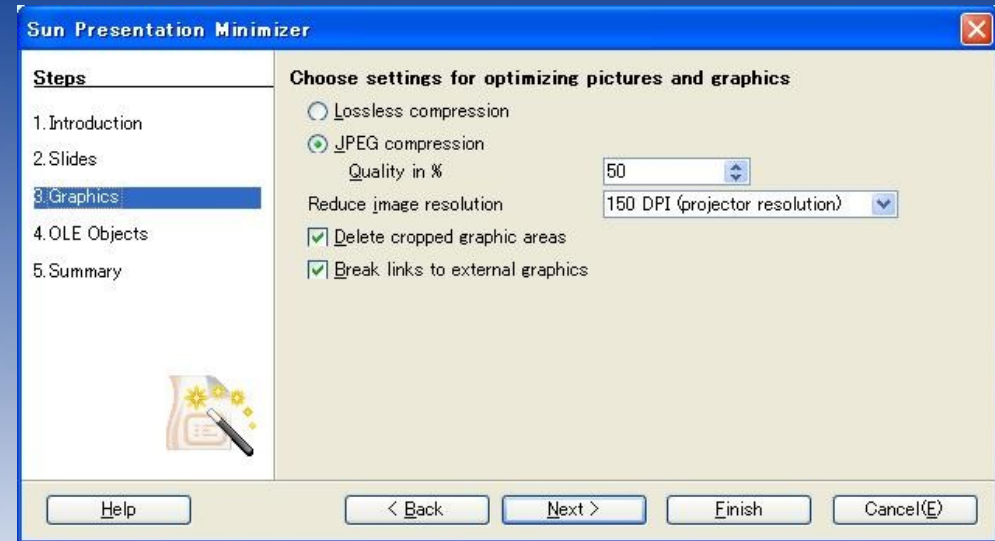 Sun Presentation Minimizer
Steps
1. Introduction
2. Slides
3. Graphics
4. OLE Objects
5. Summary
Choose settings for optimizing pictures and graphics
Lossless compression
JPEG compression
Quality in % 50
Reduce image resolution 150 DPI (projector resolution)
Delete cropped graphic areas
Break links to external graphics
Help < Back Next > Finish Cancel(E)